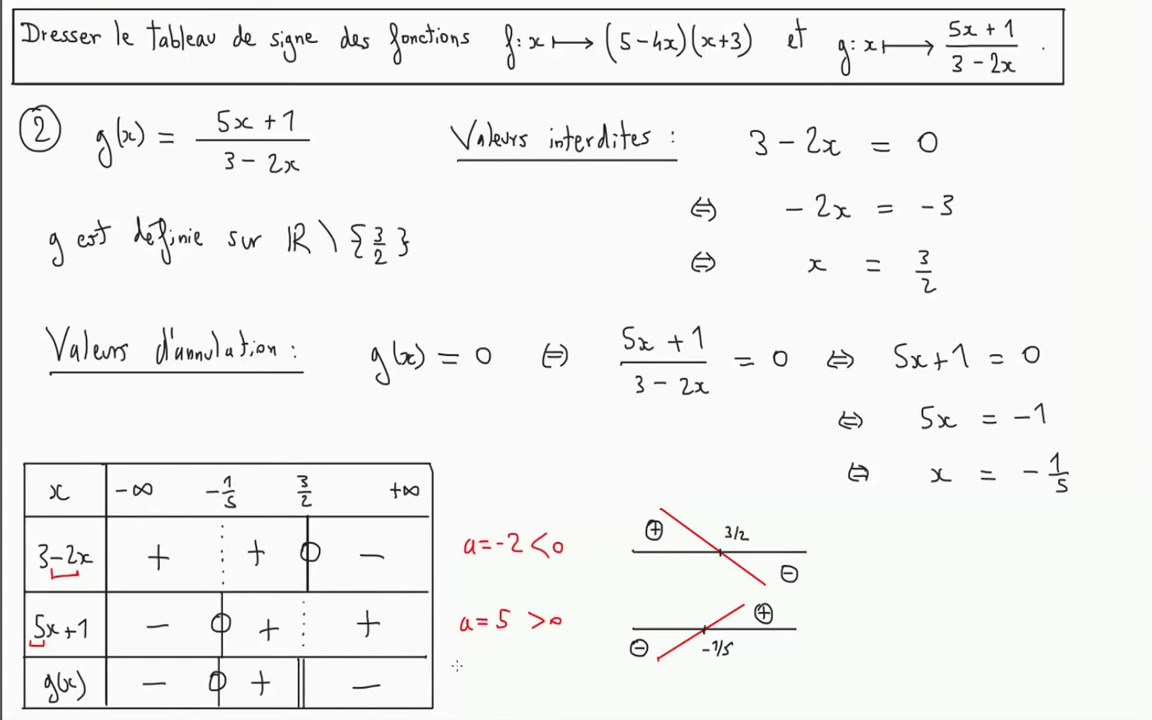 Dresser le tableau de signe des fonctions f: x ⟼ (5-4x)(x+3) et g: x ⟼ (5x+1)/(3-2x).
② g(x) = (5x+1)/(3-2x)
Valeurs interdites : 3-2x = 0
⇔ -2x = -3
⇔ x = 3/2
g est définie sur ℝ \ {3/2}
Valeurs d'annulation : g(x) = 0 ⇔ (5x+1)/(3-2x) = 0 ⇔ 5x+1 = 0
⇔ 5x = -1
⇔ x = -1/5
x -∞ -1/5 3/2 +∞
3-2x + + 0 - a=-2<0 ⊕ 3/2 ⊖
5x+1 - 0 + + a=5 >0 ⊖ -1/5 ⊕
g(x) - 0 + || -